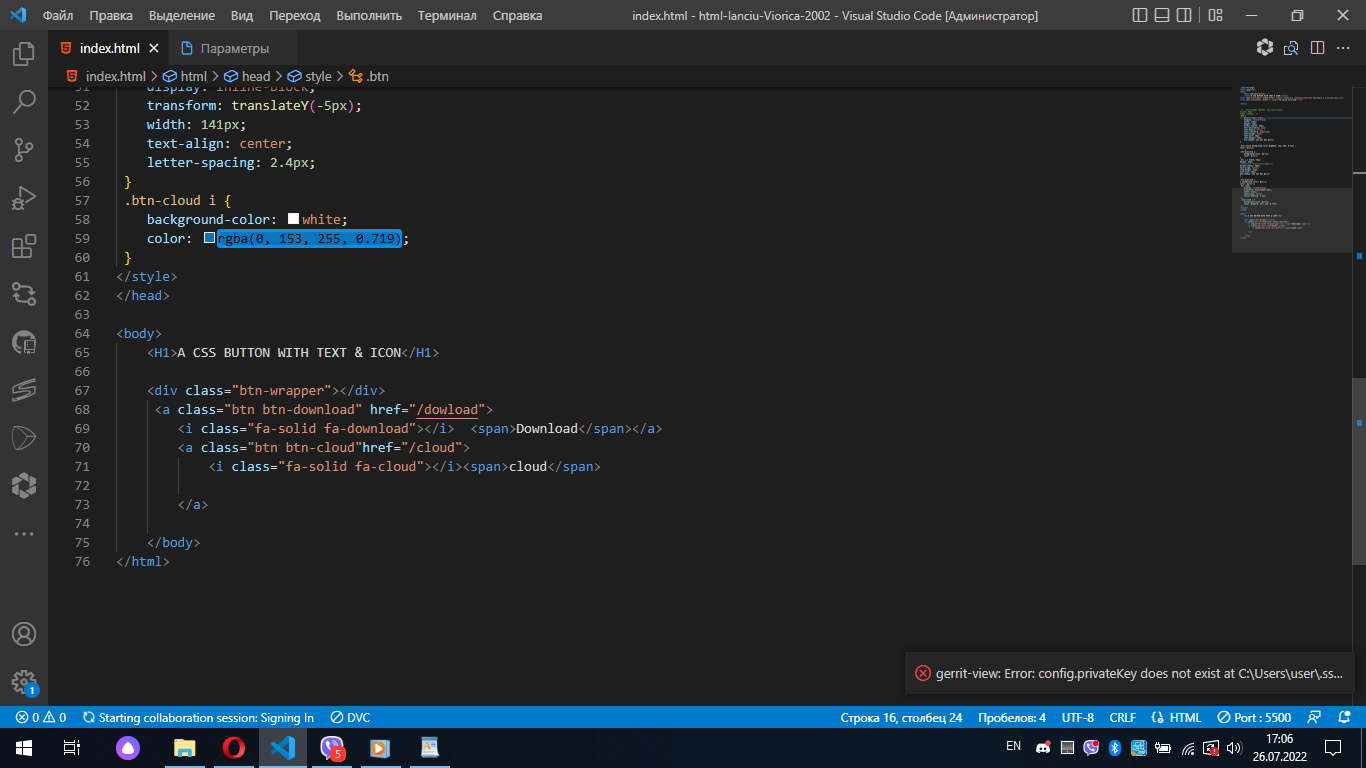 Файл Правка Выделение Вид Переход Выполнить Терминал Справка index.html - html-lanciu-Viorica-2002 - Visual Studio Code [Администратор]
index.html Параметры
index.html > html > head > style > .btn
51 display: inline-block;
52 transform: translateY(-5px);
53 width: 141px;
54 text-align: center;
55 letter-spacing: 2.4px;
56 }
57 .btn-cloud i {
58 background-color: white;
59 color: rgba(0, 153, 255, 0.719);
60 }
61 </style>
62 </head>
63
64 <body>
65 <H1>A CSS BUTTON WITH TEXT & ICON</H1>
66
67 <div class="btn-wrapper"></div>
68 <a class="btn btn-download" href="/dowload">
69 <i class="fa-solid fa-download"></i> <span>Download</span></a>
70 <a class="btn btn-cloud"href="/cloud">
71 <i class="fa-solid fa-cloud"></i><span>cloud</span>
72
73 </a>
74
75 </body>
76 </html>
gerrit-view: Error: config.privateKey does not exist at C:\Users\user\.ss...
1
0 0 Starting collaboration session: Signing In DVC Строка 16, столбец 24 Пробелов: 4 UTF-8 CRLF HTML Port : 5500
5 EN 17:06
26.07.2022